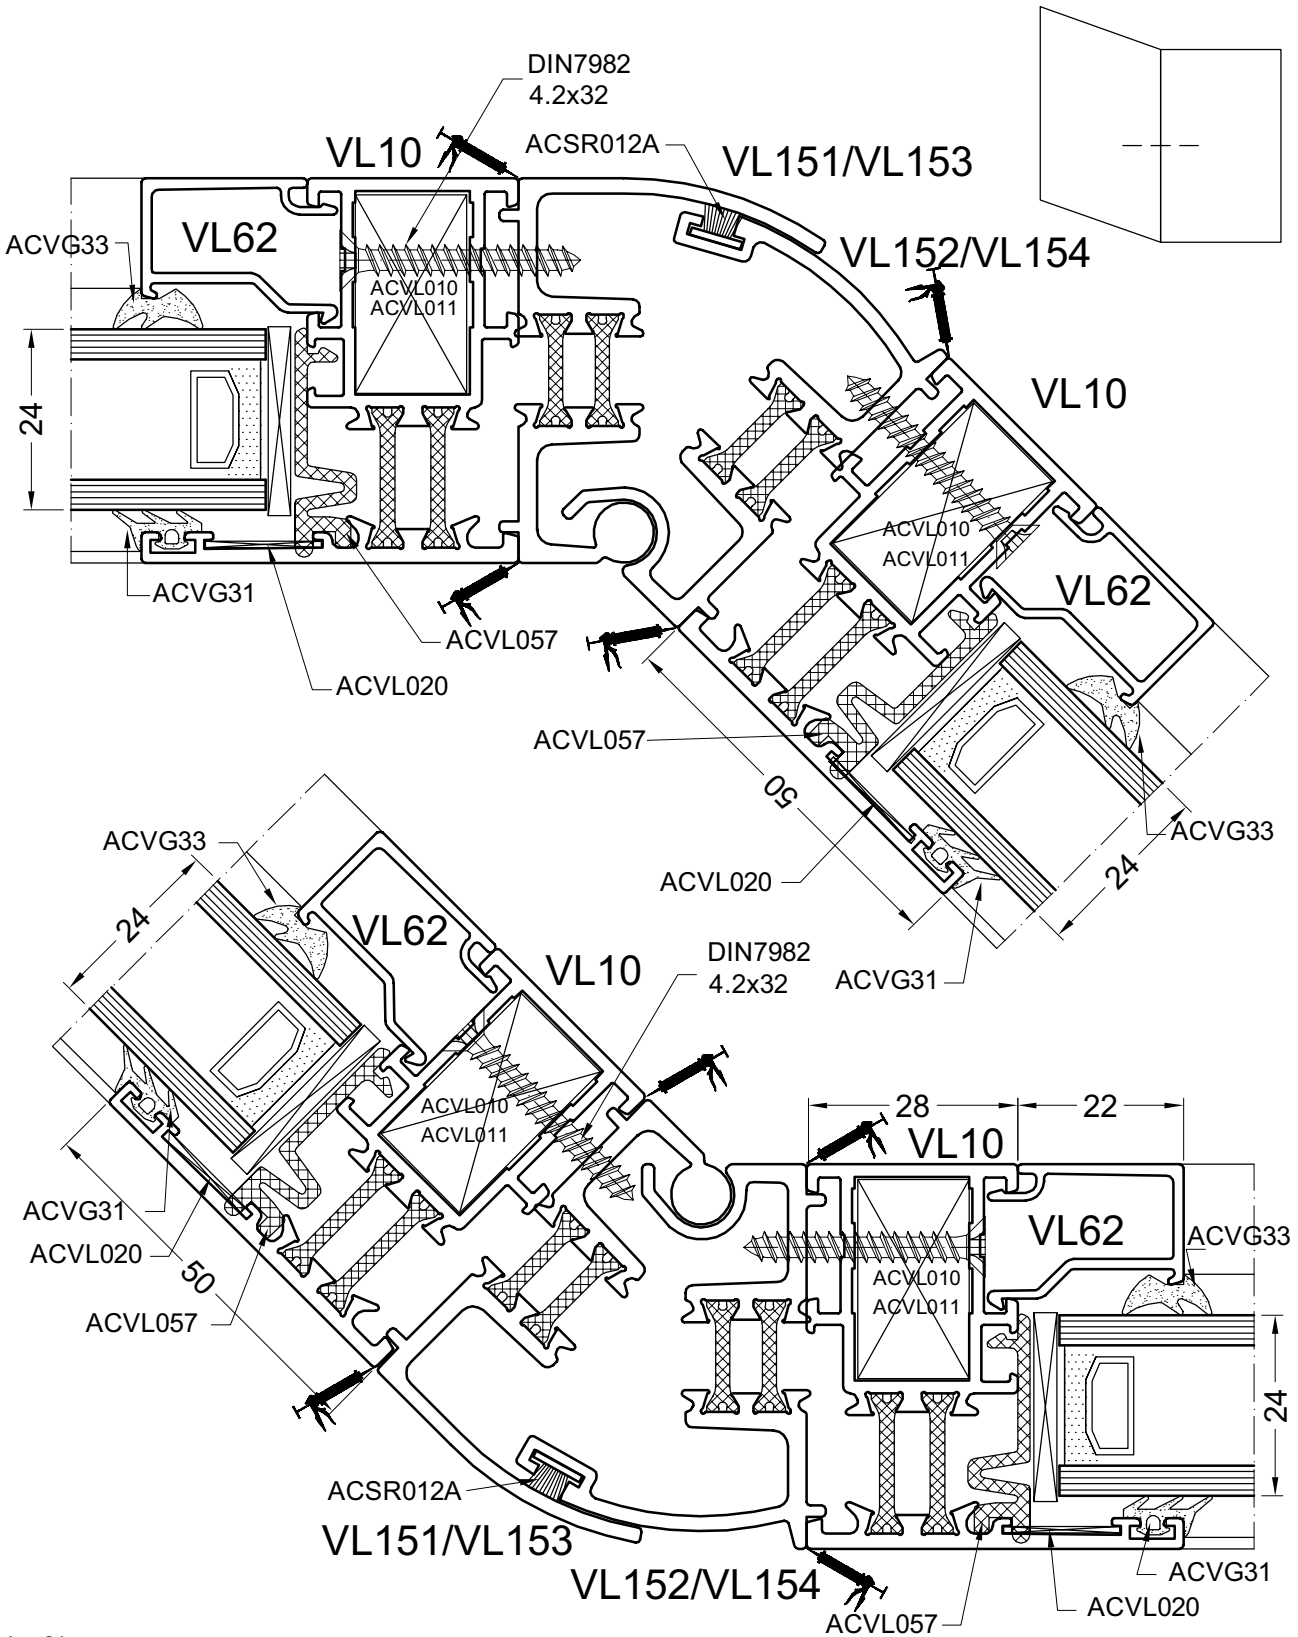 DIN7982
4.2x32
VL10
ACSR012A
VL151/VL153
ACVG33
VL62
VL152/VL154
ACVL010
ACVL011
VL10
24
ACVL010
ACVL011
ACVG31
VL62
ACVL057
ACVL020
ACVL057
50
ACVG33
ACVG33
24
ACVL020
24
VL62
DIN7982
4.2x32
VL10
ACVG31
ACVL010
28
22
ACVL011
VL10
ACVG31
VL62
ACVG33
ACVL020
50
ACVL010
ACVL011
ACVL057
24
ACSR012A
VL151/VL153
VL152/VL154
ACVG31
ACVL020
ACVL057